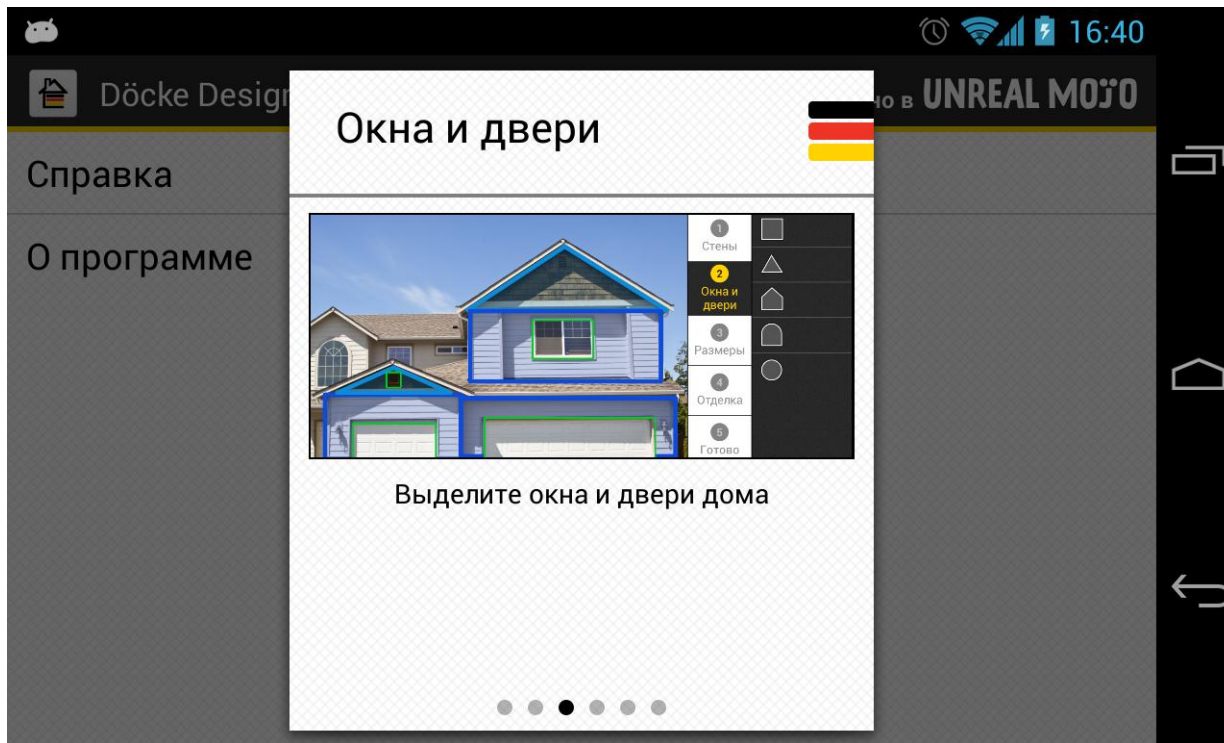 16:40
Döcke Desig
но в UNREAL MOJO
Окна и двери
Справка
О программе
1
Стены
2
Окна и
двери
3
Размеры
4
Отделка
5
Готово
Выделите окна и двери дома